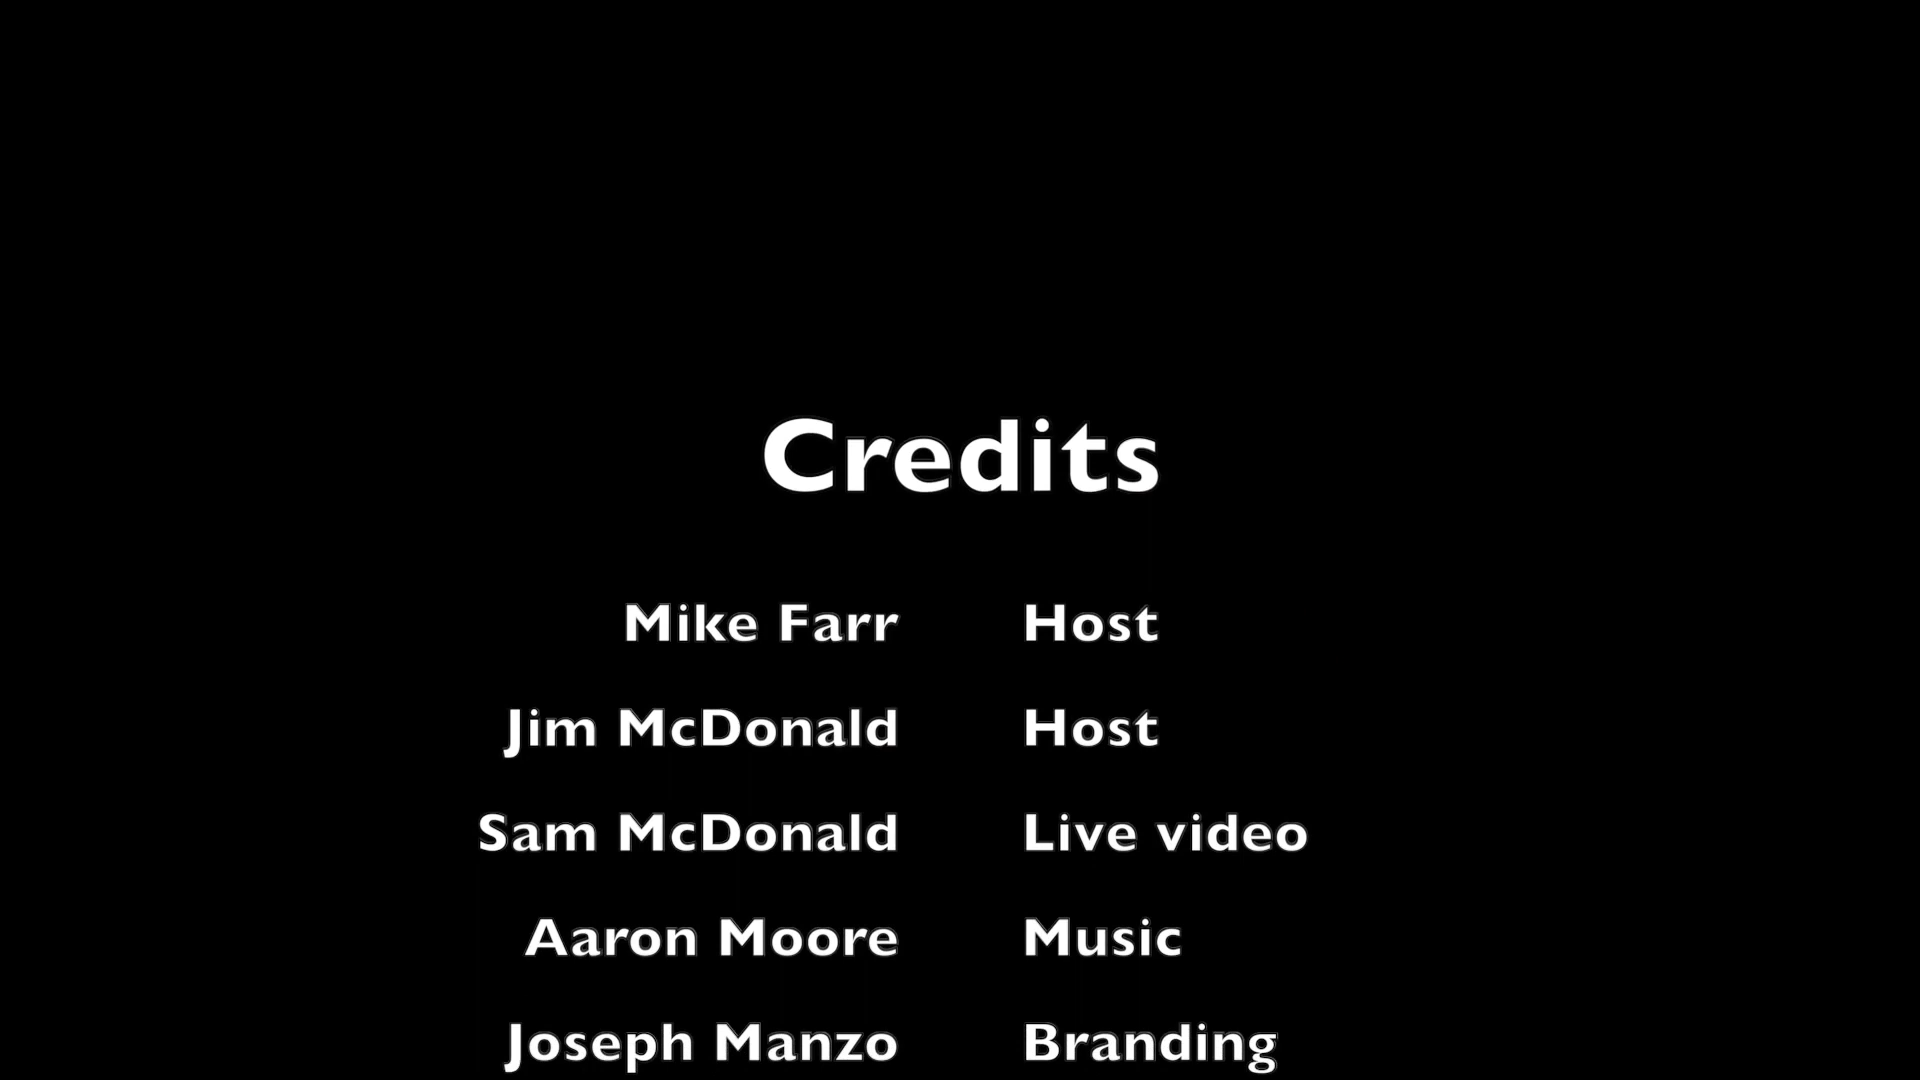 Credits
Mike Farr Host
Jim McDonald Host
Sam McDonald Live video
Aaron Moore Music
Joseph Manzo Branding